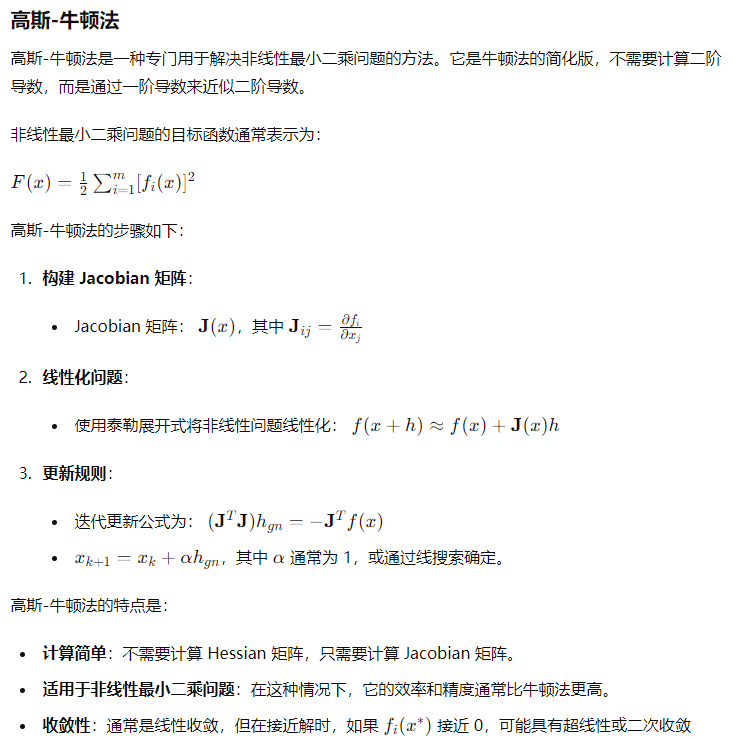 高斯-牛顿法
高斯-牛顿法是一种专门用于解决非线性最小二乘问题的方法。它是牛顿法的简化版，不需要计算二阶
导数，而是通过一阶导数来近似二阶导数。
非线性最小二乘问题的目标函数通常表示为：
$F(x) = \frac{1}{2} \sum_{i=1}^{m} [f_i(x)]^2$
高斯-牛顿法的步骤如下：
1. 构建 Jacobian 矩阵：
• Jacobian 矩阵： $\mathbf{J}(x)$，其中 $\mathbf{J}_{ij} = \frac{\partial f_i}{\partial x_j}$
2. 线性化问题：
• 使用泰勒展开式将非线性问题线性化： $f(x + h) \approx f(x) + \mathbf{J}(x)h$
3. 更新规则：
• 迭代更新公式为： $(\mathbf{J}^T \mathbf{J})h_{gn} = -\mathbf{J}^T f(x)$
• $x_{k+1} = x_k + \alpha h_{gn}$，其中 $\alpha$ 通常为 1，或通过线搜索确定。
高斯-牛顿法的特点是：
• 计算简单：不需要计算 Hessian 矩阵，只需要计算 Jacobian 矩阵。
• 适用于非线性最小二乘问题：在这种情况下，它的效率和精度通常比牛顿法更高。
• 收敛性：通常是线性收敛，但在接近解时，如果 $f_i(x^*)$ 接近 0，可能具有超线性或二次收敛